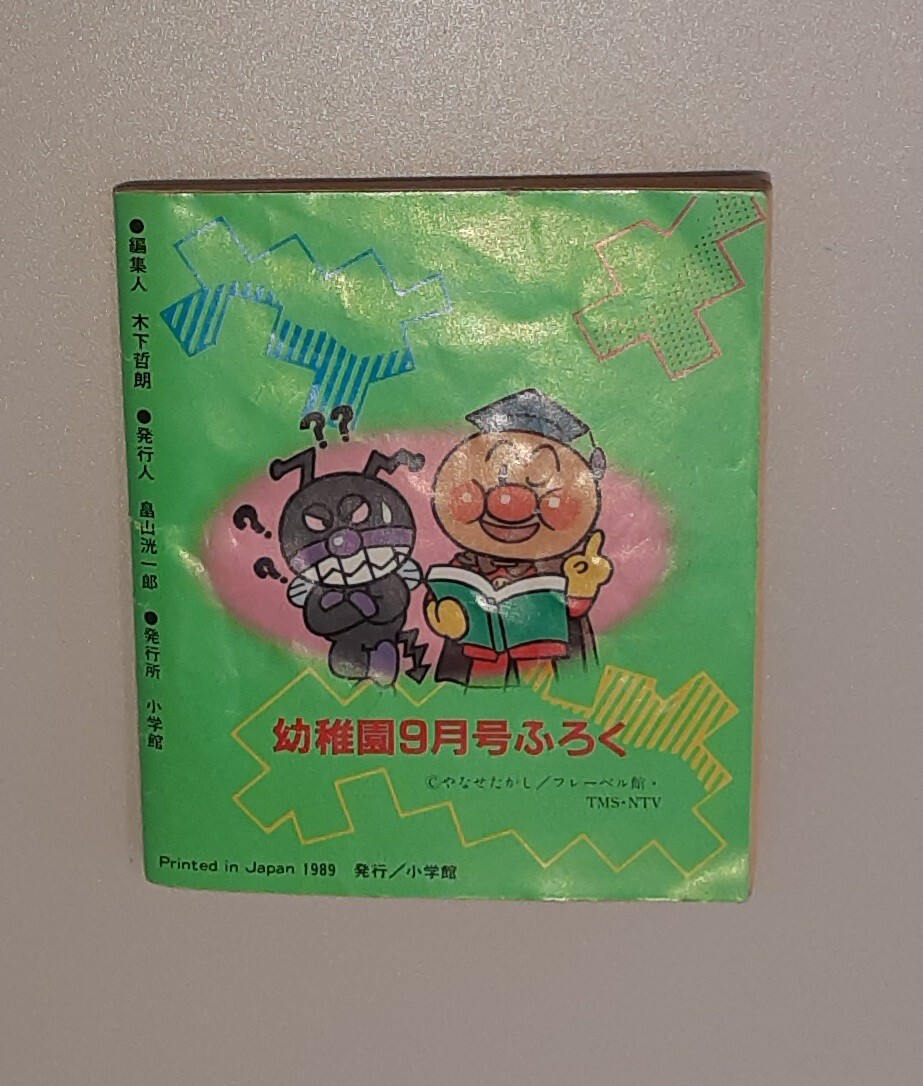 ●編集人 木下哲朗 ●発行人 畠山洸一郎 ●発行所 小学館
? ?
?
?
幼稚園9月号ふろく
©やなせたかし/フレーベル館・
TMS・NTV
Printed in Japan 1989 発行/小学館